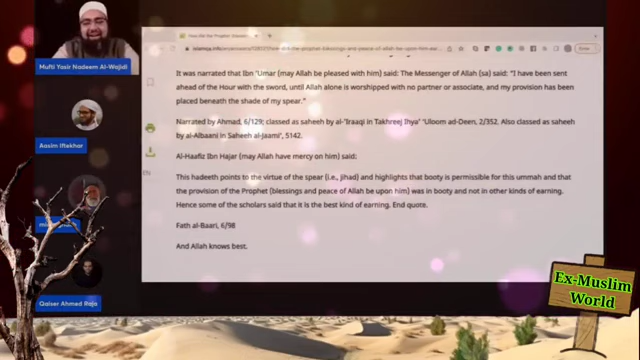 Mufti Yasir Nadeem Al-Wajidi
Aasim Iftekhar
Qaiser Ahmed Raja
It was narrated that Ibn 'Umar (may Allah be pleased with him) said: The Messenger of Allah (sa) said: "I have been sent
ahead of the Hour with the sword, until Allah alone is worshipped with no partner or associate, and my provision has been
placed beneath the shade of my spear."
Narrated by Ahmad, 6/129; classed as saheeh by al-'Iraaqi in Takhreej Ihya' 'Uloom ad-Deen, 2/352. Also classed as saheeh
by al-Albaani in Saheeh al-Jaami', 5142.
Al-Haafiz Ibn Hajar (may Allah have mercy on him) said:
This hadeeth points to the virtue of the spear (i.e., jihad) and highlights that booty is permissible for this ummah and that
the provision of the Prophet (blessings and peace of Allah be upon him) was in booty and not in other kinds of earning.
Hence some of the scholars said that it is the best kind of earning. End quote.
Fath al-Baari, 6/98
And Allah knows best.
EN
Ex-Muslim
World